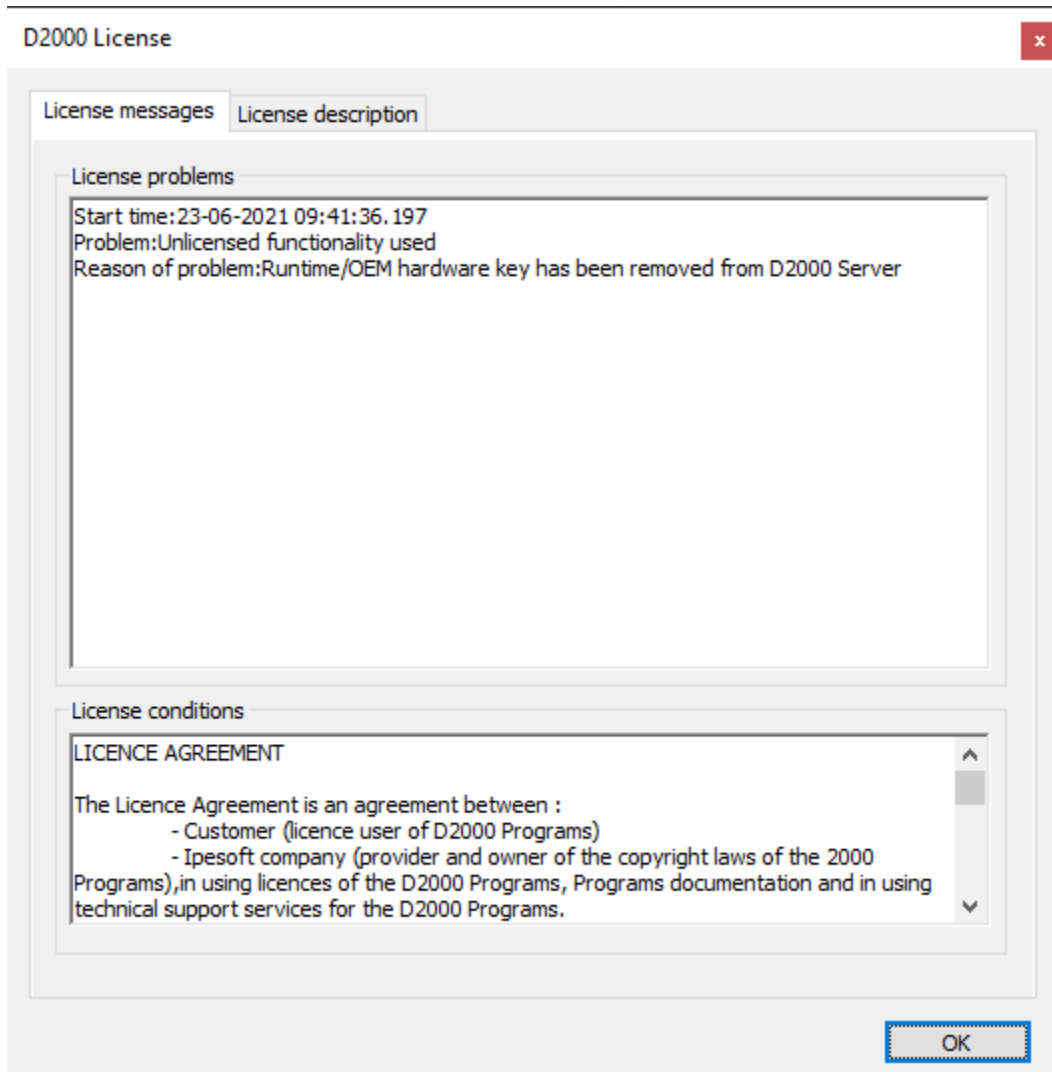 D2000 License
x
License messages
License description
License problems
Start time:23-06-2021 09:41:36.197
Problem:Unlicensed functionality used
Reason of problem:Runtime/OEM hardware key has been removed from D2000 Server
License conditions
LICENCE AGREEMENT
The Licence Agreement is an agreement between :
- Customer (licence user of D2000 Programs)
- Ipesoft company (provider and owner of the copyright laws of the 2000
Programs),in using licences of the D2000 Programs, Programs documentation and in using
technical support services for the D2000 Programs.
OK